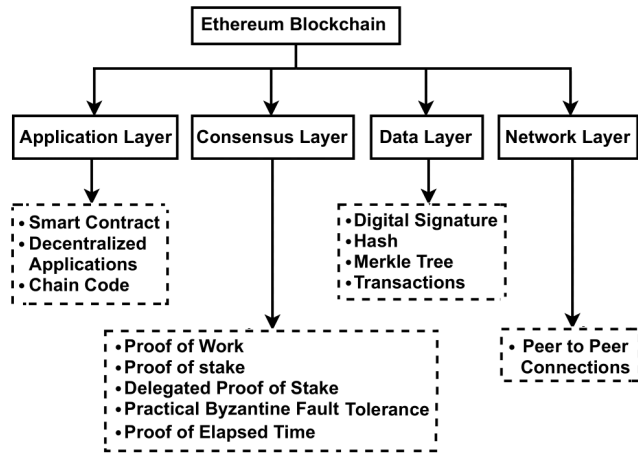 Ethereum Blockchain
Application Layer
Consensus Layer
Data Layer
Network Layer
• Smart Contract
• Decentralized
Applications
• Chain Code
• Digital Signature
• Hash
• Merkle Tree
• Transactions
• Proof of Work
• Proof of stake
• Delegated Proof of Stake
• Practical Byzantine Fault Tolerance
• Proof of Elapsed Time
• Peer to Peer
Connections